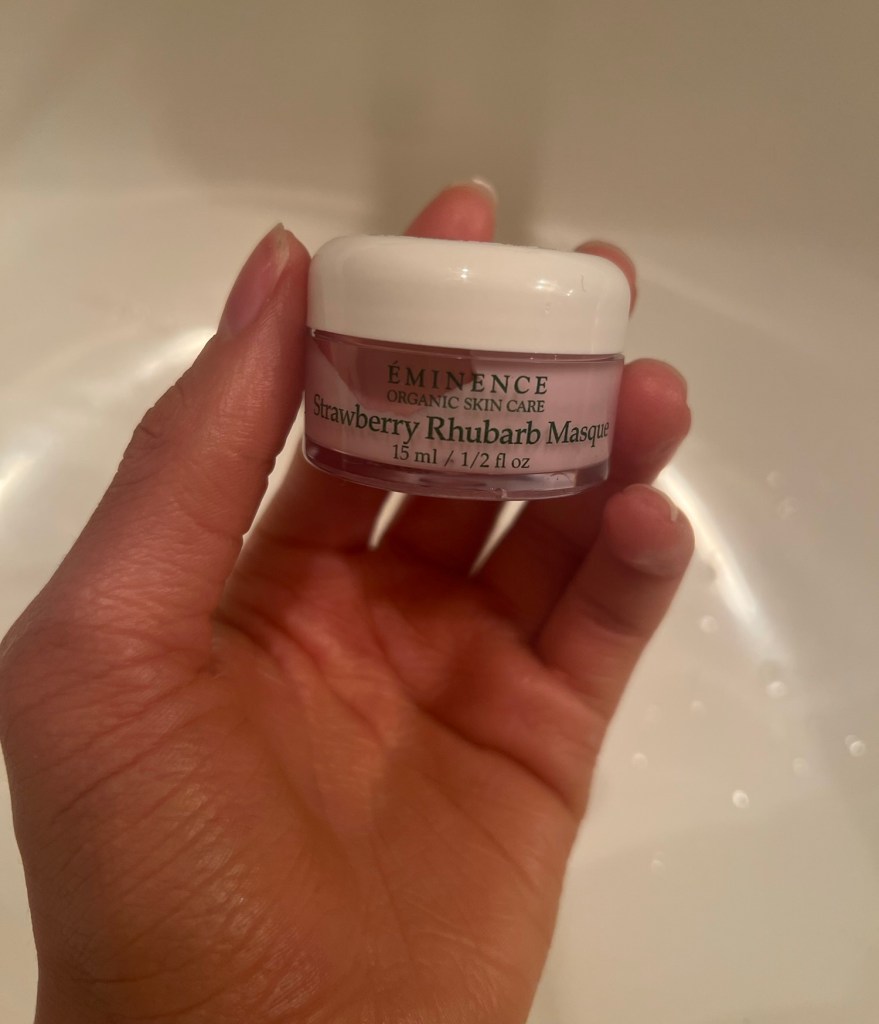 ÉMINENCE
ORGANIC SKIN CARE
Strawberry Rhubarb Masque
15 ml / 1/2 fl oz